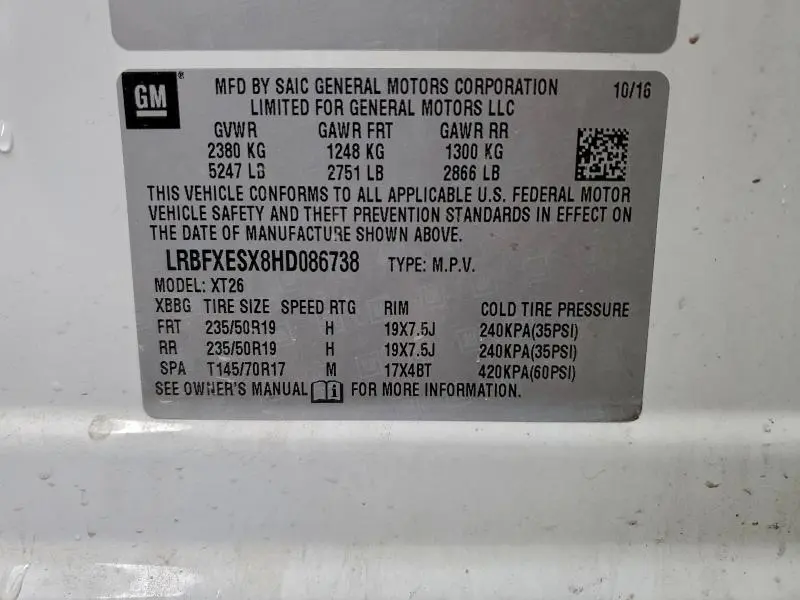 GM ® MFD BY SAIC GENERAL MOTORS CORPORATION 10/16
LIMITED FOR GENERAL MOTORS LLC
GVWR GAWR FRT GAWR RR
2380 KG 1248 KG 1300 KG
5247 LB 2751 LB 2866 LB
THIS VEHICLE CONFORMS TO ALL APPLICABLE U.S. FEDERAL MOTOR
VEHICLE SAFETY AND THEFT PREVENTION STANDARDS IN EFFECT ON
THE DATE OF MANUFACTURE SHOWN ABOVE.
LRBFXESX8HD086738 TYPE: M.P.V.
MODEL: XT26
XBBG TIRE SIZE SPEED RTG RIM COLD TIRE PRESSURE
FRT 235/50R19 H 19X7.5J 240KPA(35PSI)
RR 235/50R19 H 19X7.5J 240KPA(35PSI)
SPA T145/70R17 M 17X4BT 420KPA(60PSI)
SEE OWNER'S MANUAL FOR MORE INFORMATION.